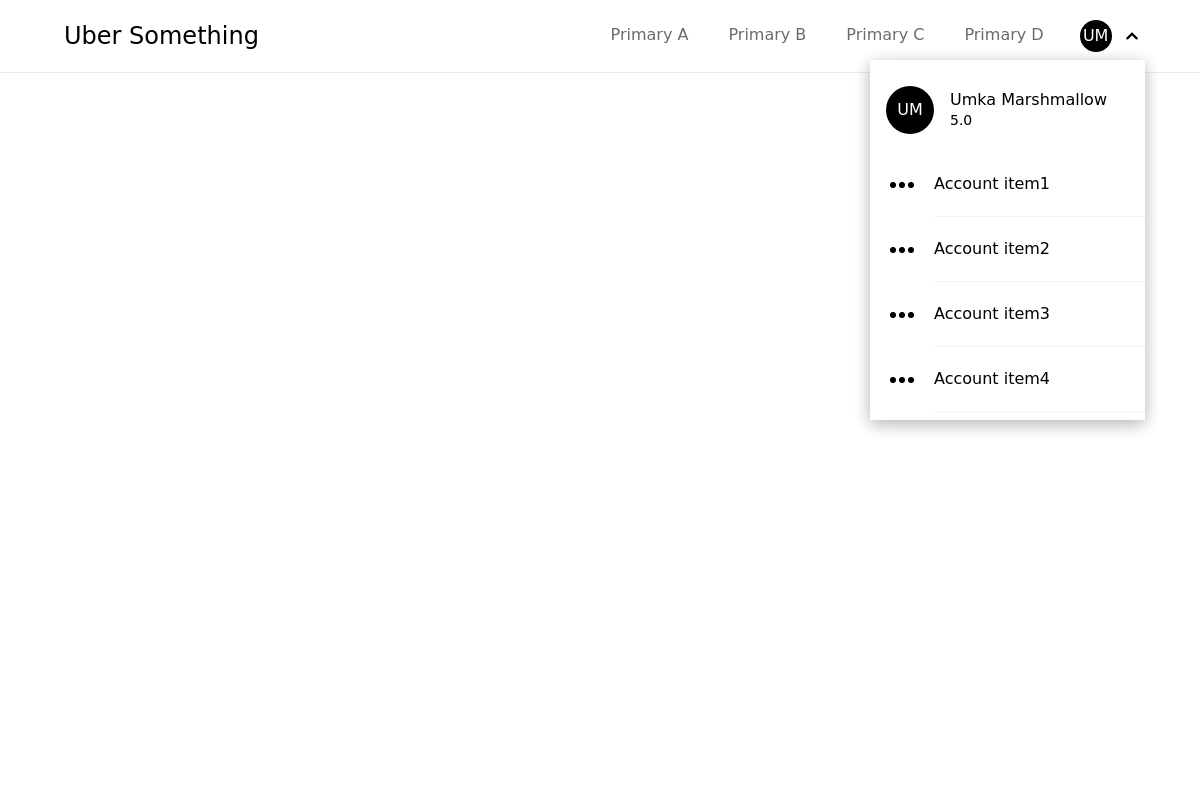 Uber Something
Primary A
Primary B
Primary C
Primary D
UM
UM
Umka Marshmallow
5.0
Account item1
Account item2
Account item3
Account item4